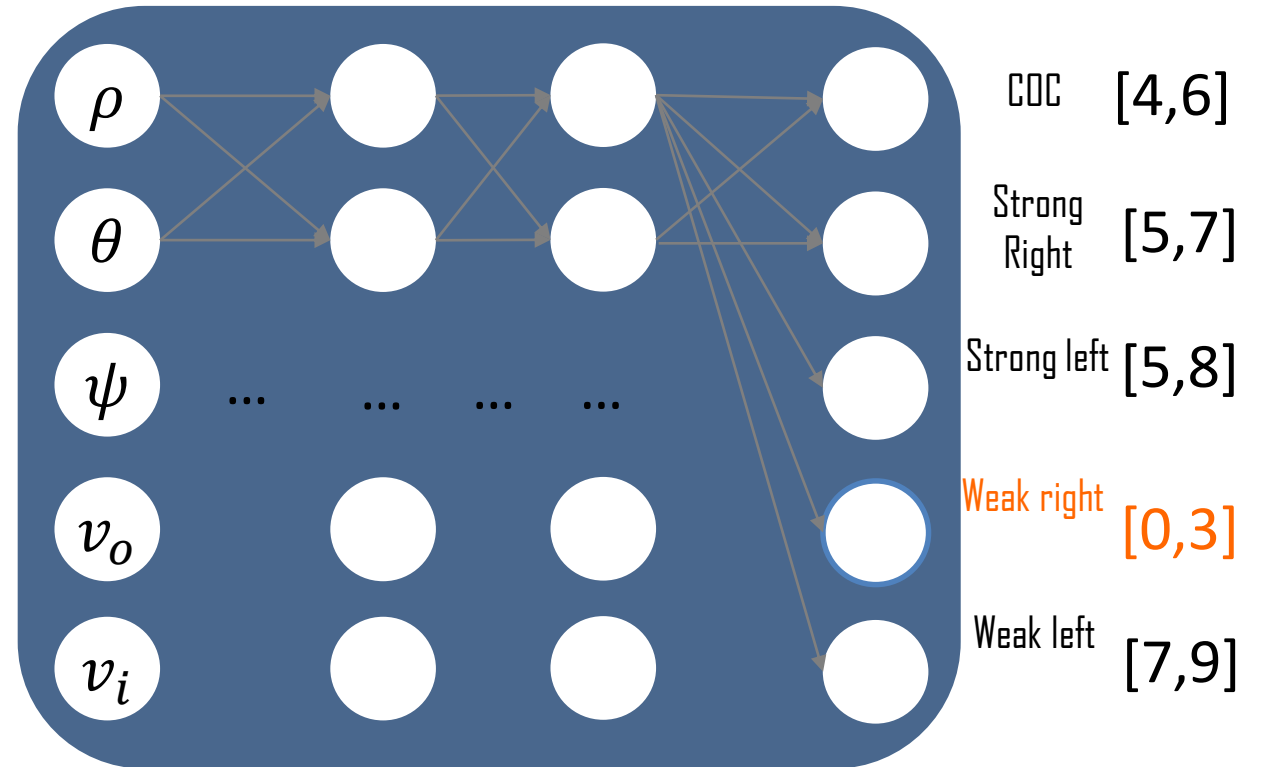 ρ
COC [4,6]
θ
Strong
Right
[5,7]
ψ
... ... ... ...
Strong left [5,8]
v_o
Weak right [0,3]
v_i
Weak left [7,9]